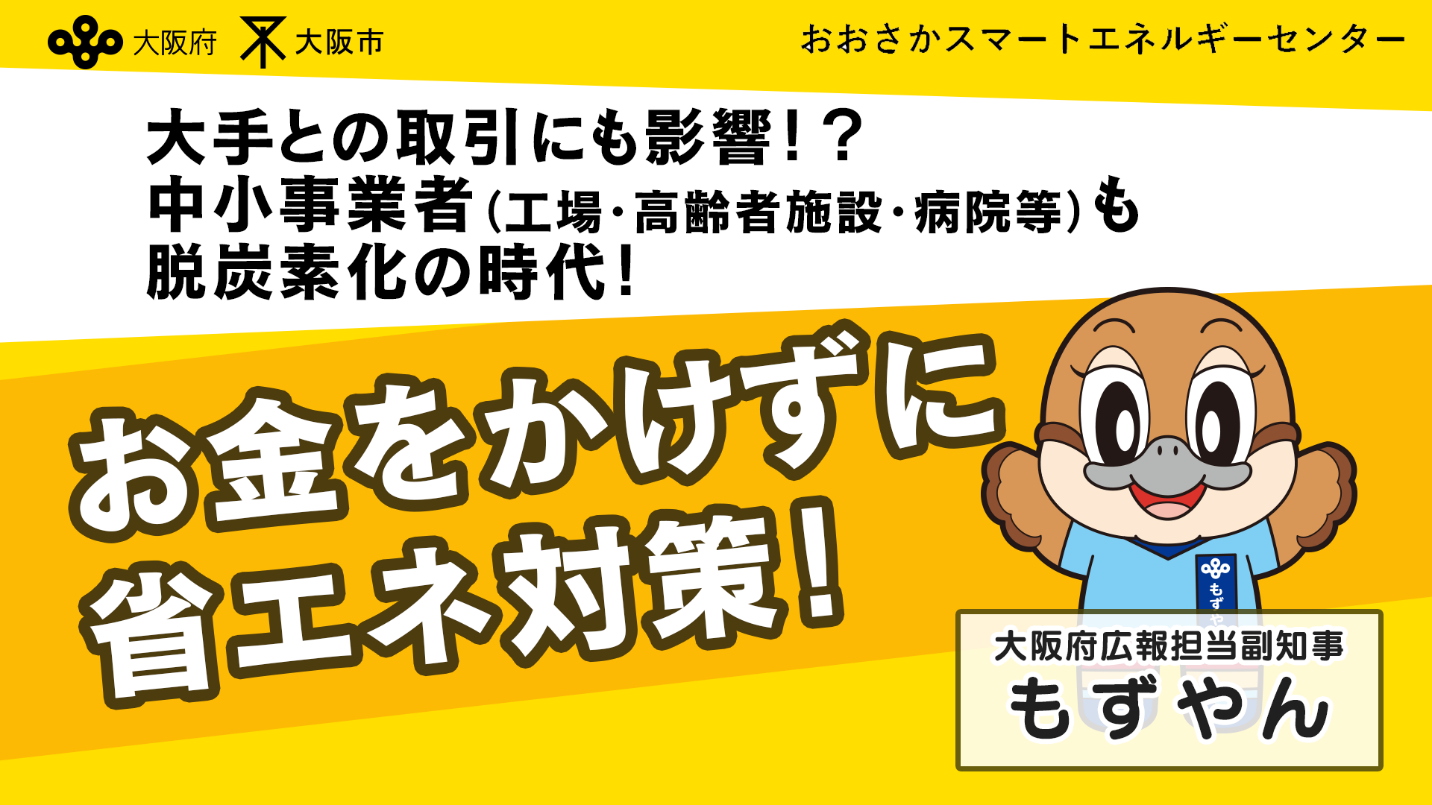 大阪府 大阪市
おおさかスマートエネルギーセンター
大手との取引にも影響!？
中小事業者(工場・高齢者施設・病院等)も
脱炭素化の時代!
お金をかけずに
省エネ対策!
もずや
大阪府広報担当副知事
もずやん